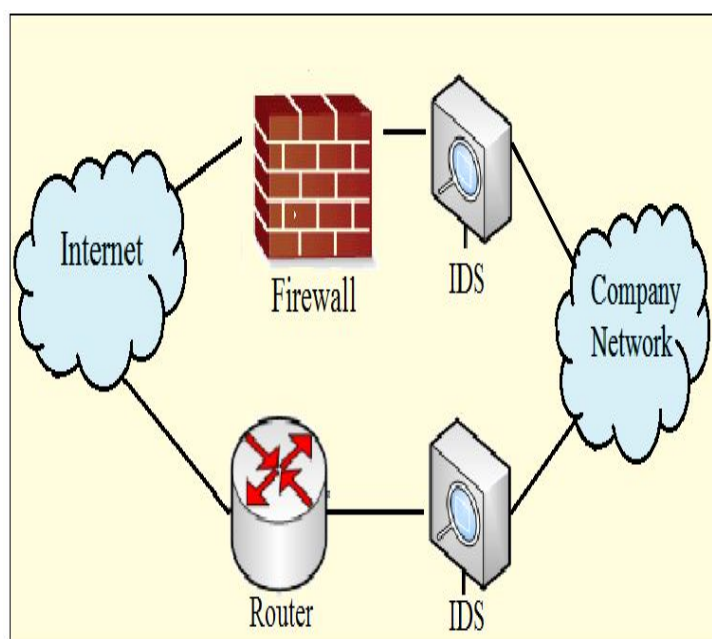 Internet
Firewall
IDS
Company
Network
Router
IDS